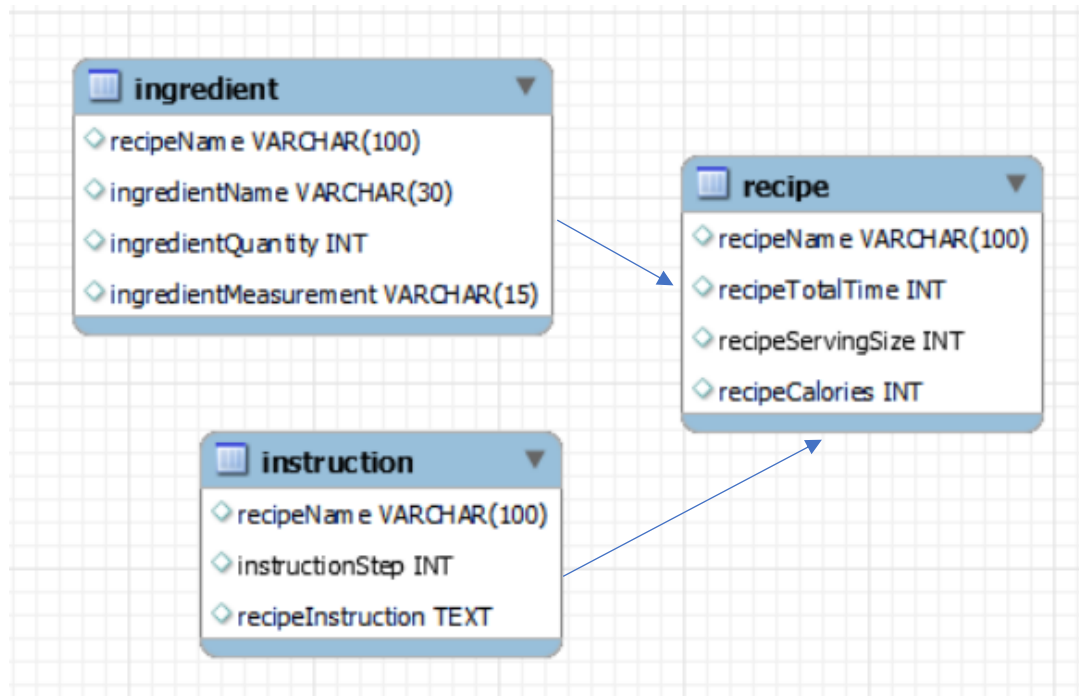 ingredient
recipeName VARCHAR(100)
ingredientName VARCHAR(30)
ingredientQuantity INT
ingredientMeasurement VARCHAR(15)
recipe
recipeName VARCHAR(100)
recipeTotalTime INT
recipeServingSize INT
recipeCalories INT
instruction
recipeName VARCHAR(100)
instructionStep INT
recipeInstruction TEXT